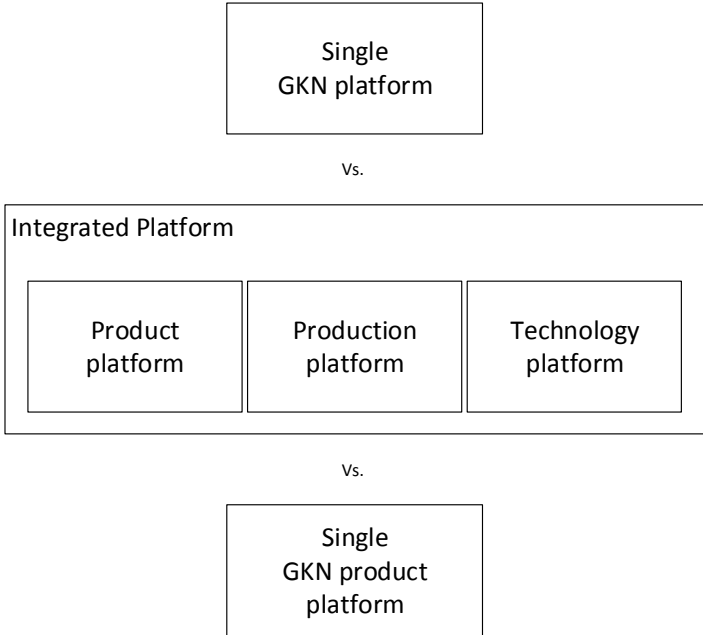 Single
GKN platform
Vs.
Integrated Platform
Product
platform
Production
platform
Technology
platform
Vs.
Single
GKN product
platform